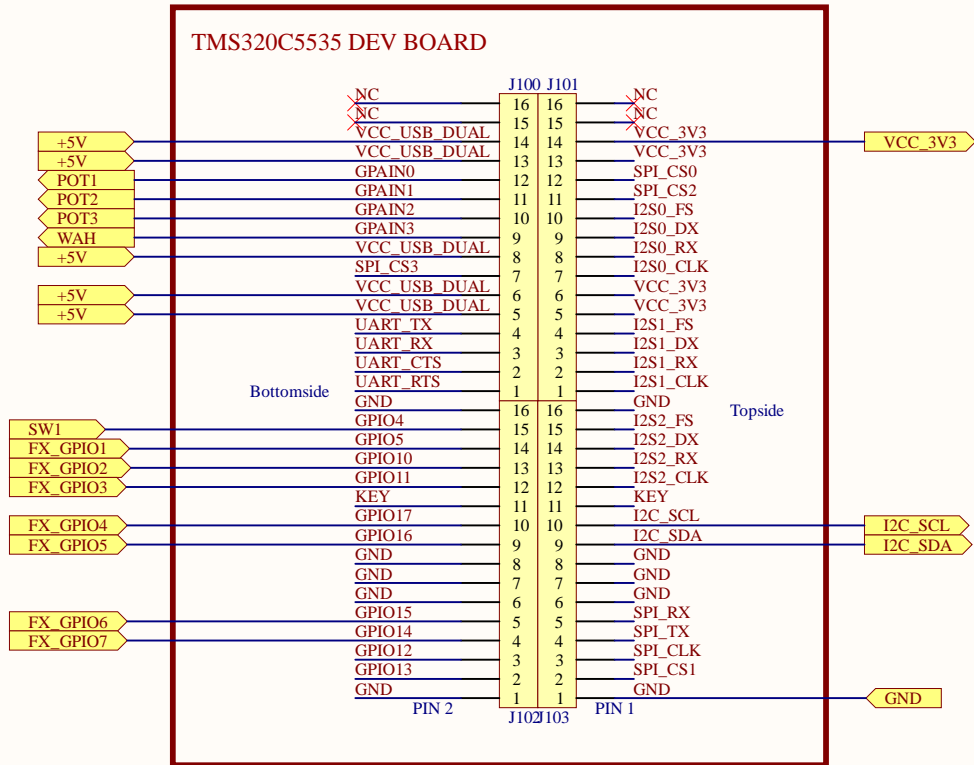 TMS320C5535 DEV BOARD
J100 J101
NC 16 16 NC
NC 15 15 NC
+5V VCC_USB_DUAL 14 14 VCC_3V3 VCC_3V3
+5V VCC_USB_DUAL 13 13 VCC_3V3
POT1 GPAIN0 12 12 SPI_CS0
POT2 GPAIN1 11 11 SPI_CS2
POT3 GPAIN2 10 10 I2S0_FS
WAH GPAIN3 9 9 I2S0_DX
+5V VCC_USB_DUAL 8 8 I2S0_RX
SPI_CS3 7 7 I2S0_CLK
+5V VCC_USB_DUAL 6 6 VCC_3V3
+5V VCC_USB_DUAL 5 5 VCC_3V3
UART_TX 4 4 I2S1_FS
UART_RX 3 3 I2S1_DX
UART_CTS 2 2 I2S1_RX
UART_RTS 1 1 I2S1_CLK
Bottomside
Topside
GND 16 16 GND
SW1 GPIO4 15 15 I2S2_FS
FX_GPIO1 GPIO5 14 14 I2S2_DX
FX_GPIO2 GPIO10 13 13 I2S2_RX
FX_GPIO3 GPIO11 12 12 I2S2_CLK
KEY 11 11 KEY
FX_GPIO4 GPIO17 10 10 I2C_SCL I2C_SCL
FX_GPIO5 GPIO16 9 9 I2C_SDA I2C_SDA
GND 8 8 GND
GND 7 7 GND
GND 6 6 GND
FX_GPIO6 GPIO15 5 5 SPI_RX
FX_GPIO7 GPIO14 4 4 SPI_TX
GPIO12 3 3 SPI_CLK
GPIO13 2 2 SPI_CS1
GND 1 1 GND GND
PIN 2 PIN 1
J102 J103